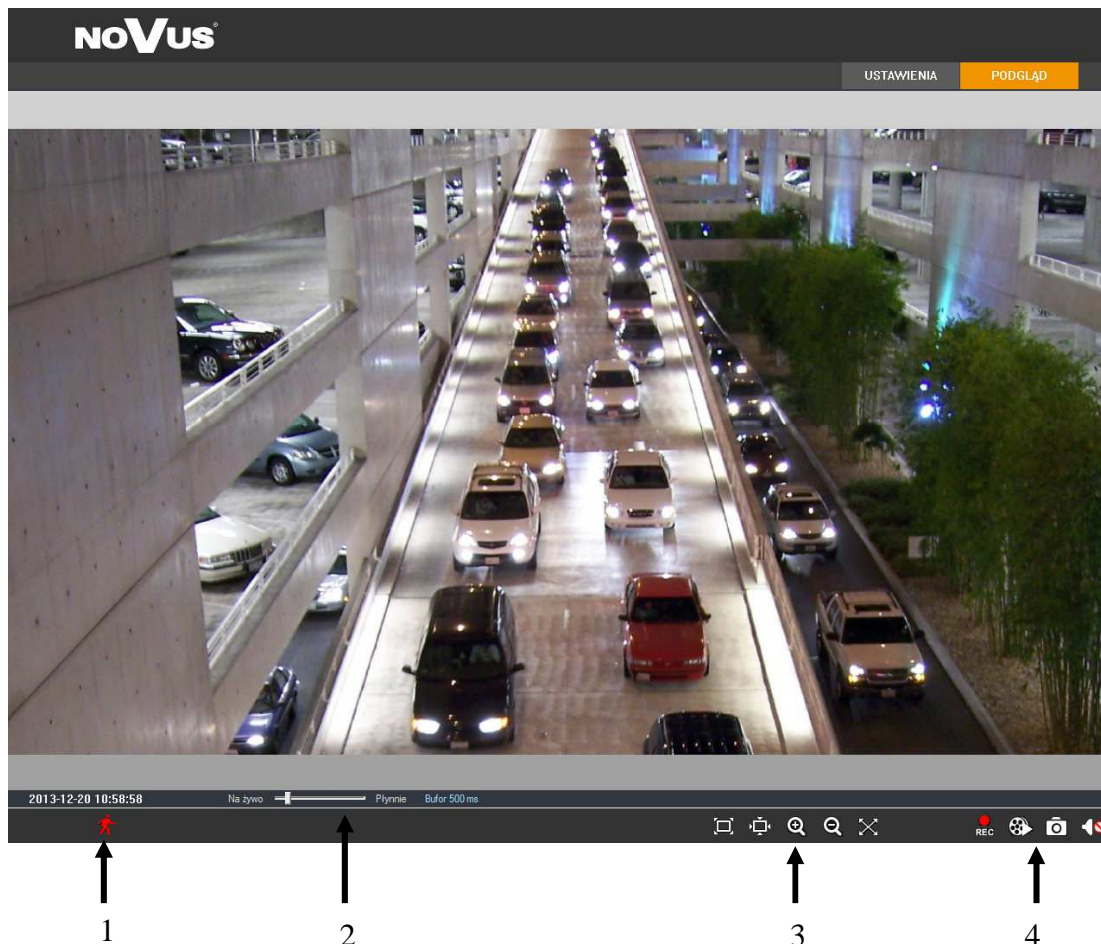 NOVUS®
USTAWIENIA PODGLĄD
2013-12-20 10:58:58 Na żywo Płynnie Bufor 500 ms
REC
1 2 3 4